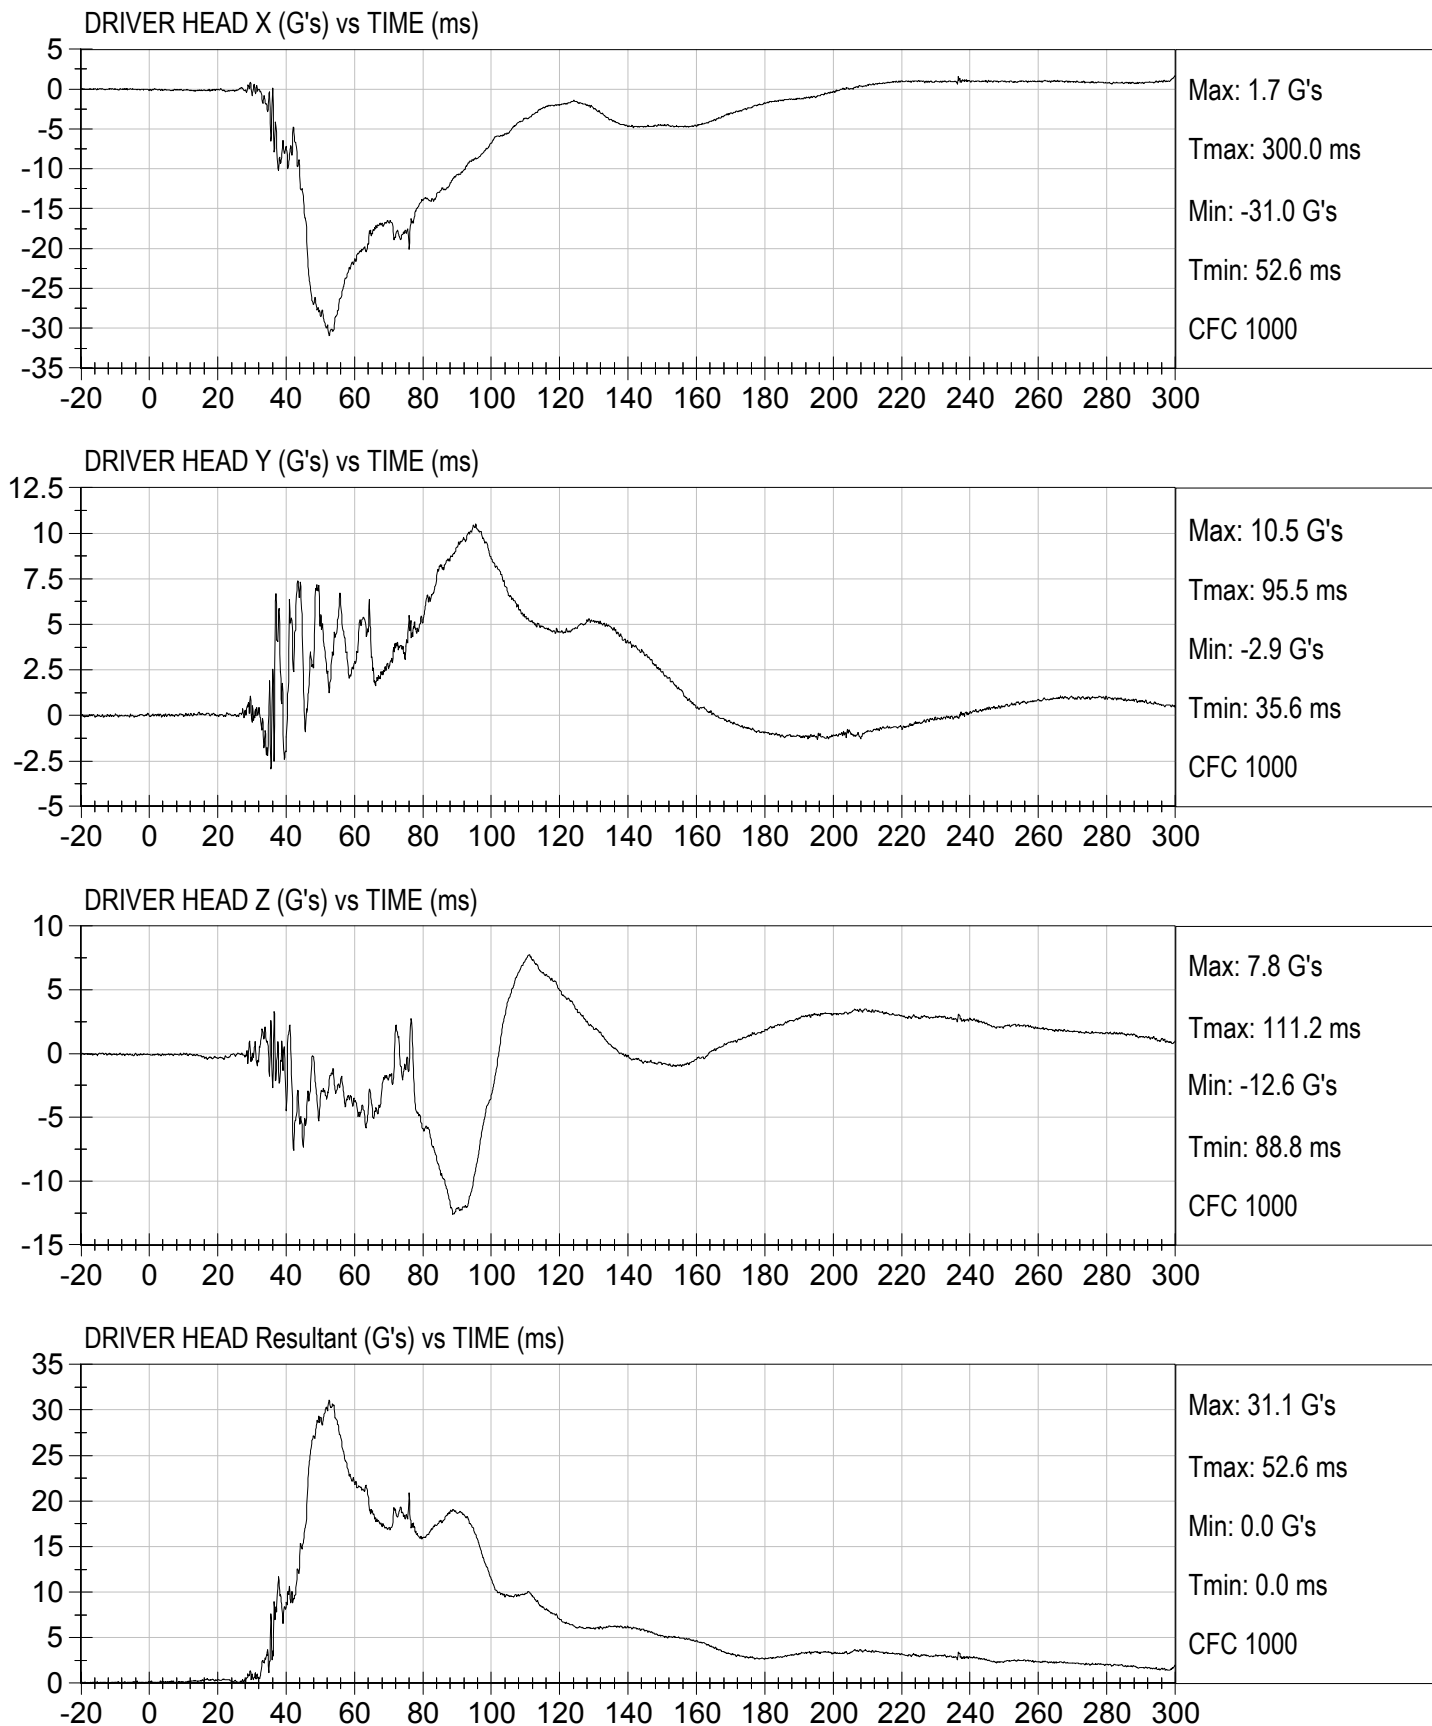 DRIVER HEAD X (G's) vs TIME (ms)
5
0
-5
-10
-15
-20
-25
-30
-35
-20 0 20 40 60 80 100 120 140 160 180 200 220 240 260 280 300
Max: 1.7 G's
Tmax: 300.0 ms
Min: -31.0 G's
Tmin: 52.6 ms
CFC 1000
DRIVER HEAD Y (G's) vs TIME (ms)
12.5
10
7.5
5
2.5
0
-2.5
-5
-20 0 20 40 60 80 100 120 140 160 180 200 220 240 260 280 300
Max: 10.5 G's
Tmax: 95.5 ms
Min: -2.9 G's
Tmin: 35.6 ms
CFC 1000
DRIVER HEAD Z (G's) vs TIME (ms)
10
5
0
-5
-10
-15
-20 0 20 40 60 80 100 120 140 160 180 200 220 240 260 280 300
Max: 7.8 G's
Tmax: 111.2 ms
Min: -12.6 G's
Tmin: 88.8 ms
CFC 1000
DRIVER HEAD Resultant (G's) vs TIME (ms)
35
30
25
20
15
10
5
0
-20 0 20 40 60 80 100 120 140 160 180 200 220 240 260 280 300
Max: 31.1 G's
Tmax: 52.6 ms
Min: 0.0 G's
Tmin: 0.0 ms
CFC 1000